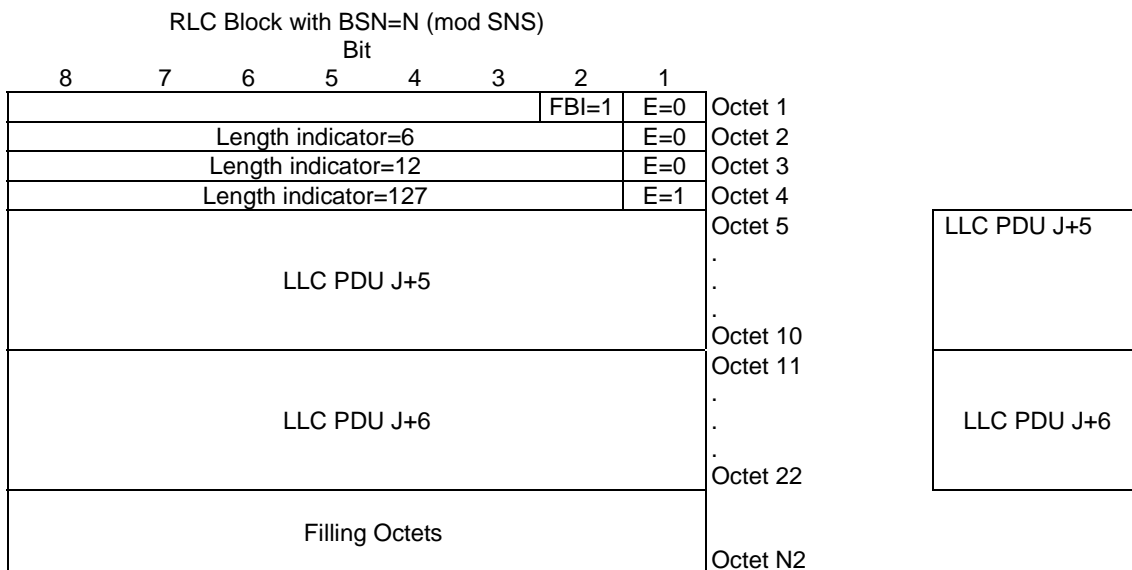 RLC Block with BSN=N (mod SNS)
Bit
8 7 6 5 4 3 2 1
FBI=1 E=0 Octet 1
Length indicator=6 E=0 Octet 2
Length indicator=12 E=0 Octet 3
Length indicator=127 E=1 Octet 4
Octet 5 LLC PDU J+5
.
LLC PDU J+5 .
.
Octet 10
Octet 11
.
LLC PDU J+6 . LLC PDU J+6
.
Octet 22
Filling Octets
Octet N2